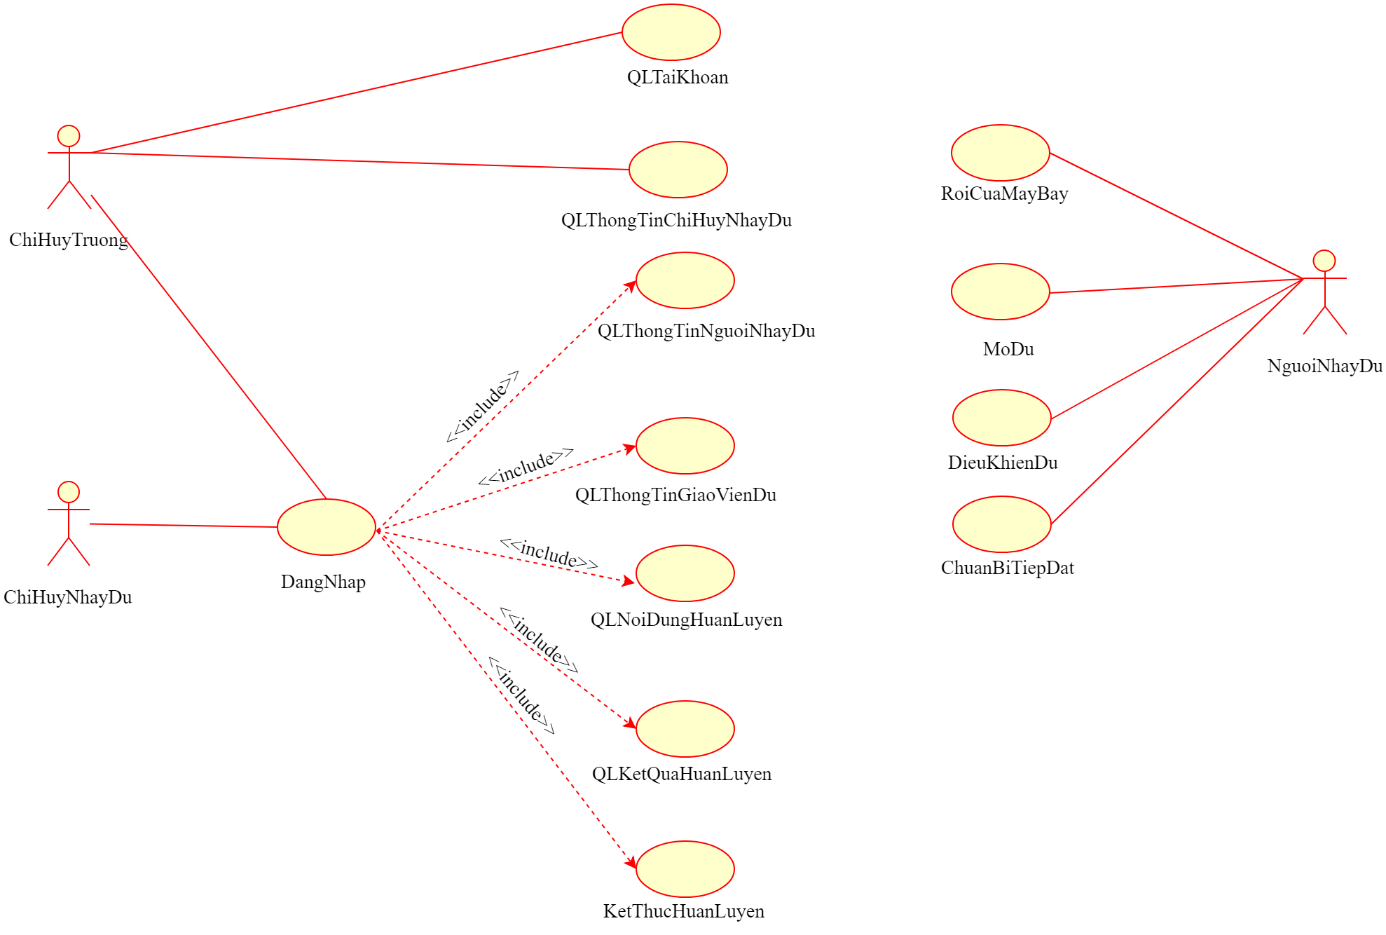 QLTaiKhoan
ChiHuyTruong
QLThongTinChiHuyNhayDu
QLThongTinNguoiNhayDu
<<include>>
<<include>>
QLThongTinGiaoVienDu
<<include>>
QLNoiDungHuanLuyen
<<include>>
QLKetQuaHuanLuyen
<<include>>
KetThucHuanLuyen
ChiHuyNhayDu
DangNhap
RoiCuaMayBay
MoDu
NguoiNhayDu
DieuKhienDu
ChuanBiTiepDat